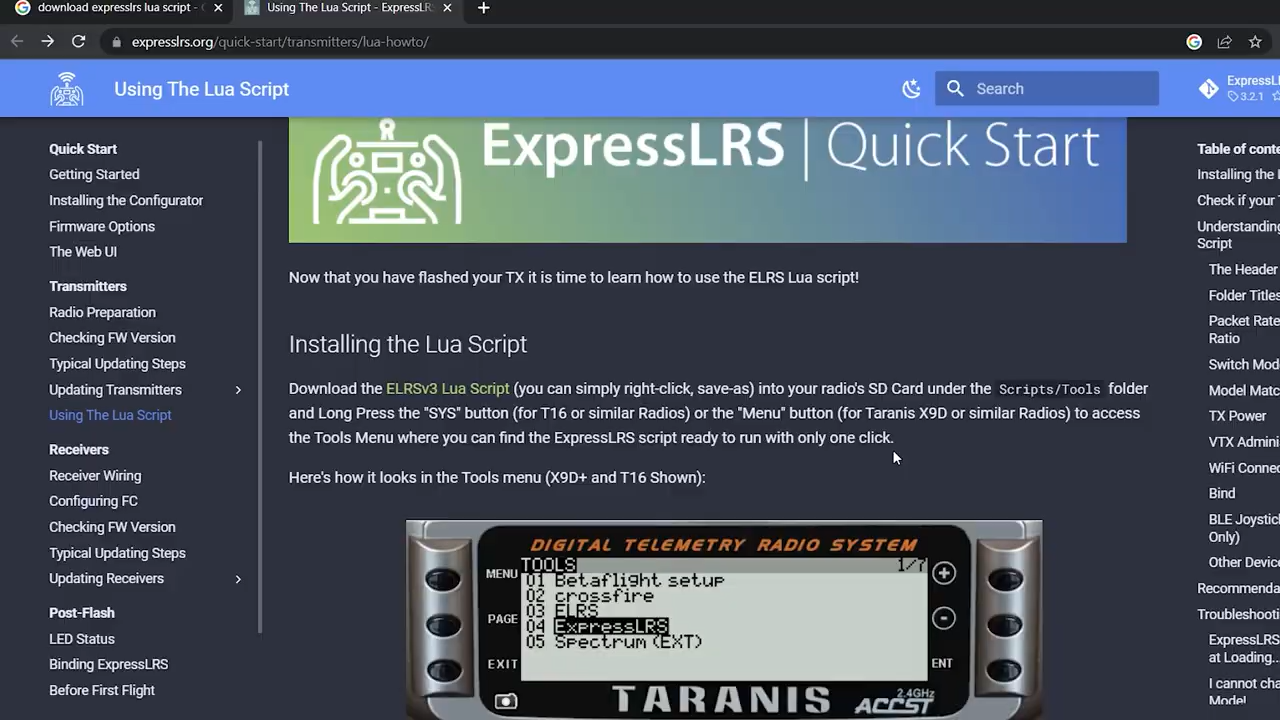 download expresslrs lua script -
Using The Lua Script - ExpressLRS
expresslrs.org/quick-start/transmitters/lua-howto/
Using The Lua Script
Search
3.2.1
Quick Start
Getting Started
Installing the Configurator
Firmware Options
The Web UI
Transmitters
Radio Preparation
Checking FW Version
Typical Updating Steps
Updating Transmitters
Using The Lua Script
Receivers
Receiver Wiring
Configuring FC
Checking FW Version
Typical Updating Steps
Updating Receivers
Post-Flash
LED Status
Binding ExpressLRS
Before First Flight
ExpressLRS | Quick Start
Now that you have flashed your TX it is time to learn how to use the ELRS Lua script!
Installing the Lua Script
Download the ELRSv3 Lua Script (you can simply right-click, save-as) into your radio's SD Card under the Scripts/Tools folder
and Long Press the "SYS" button (for T16 or similar Radios) or the "Menu" button (for Taranis X9D or similar Radios) to access
the Tools Menu where you can find the ExpressLRS script ready to run with only one click.
Here's how it looks in the Tools menu (X9D+ and T16 Shown):
DIGITAL TELEMETRY RADIO SYSTEM
MENU
PAGE
EXIT
TOOLS 1/7
01 Betaflight setup
02 crossfire
03 ELRS
04 ExpressLRS
05 Spectrum (EXT)
+
-
ENT
TARANIS
2.4GHz
ACCST
Table of conte
Installing the
Check if your
Understanding
Script
The Header
Folder Titles
Packet Rate
Ratio
Switch Mod
Model Matc
TX Power
VTX Admini
WiFi Connec
Bind
BLE Joystic
Only)
Other Devic
Recommenda
Troubleshooti
ExpressLRS
at Loading..
I cannot cha
Model!